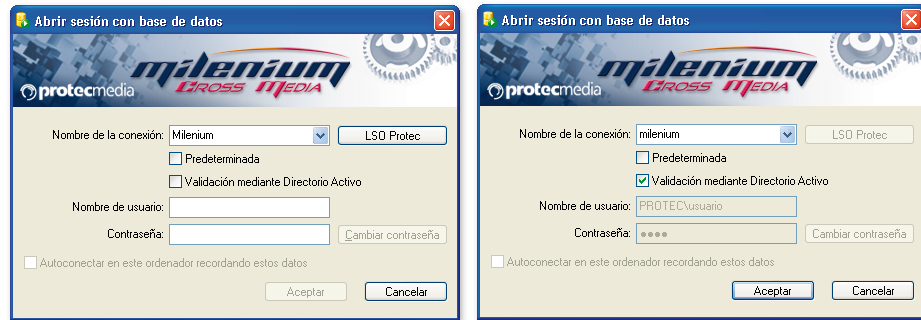 Abrir sesión con base de datos
milenium
CROSS MEDIA
protecmedia
Nombre de la conexión: Milenium LSO Protec
Predeterminada
Validación mediante Directorio Activo
Nombre de usuario:
Contraseña: Cambiar contraseña
Autoconectar en este ordenador recordando estos datos
Aceptar Cancelar
Abrir sesión con base de datos
milenium
CROSS MEDIA
protecmedia
Nombre de la conexión: milenium LSO Protec
Predeterminada
Validación mediante Directorio Activo
Nombre de usuario: PROTEC\usuario
Contraseña: ●●●● Cambiar contraseña
Autoconectar en este ordenador recordando estos datos
Aceptar Cancelar